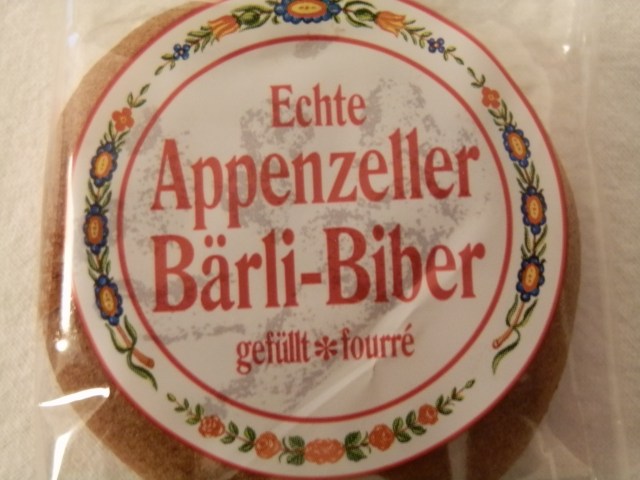 Echte
Appenzeller
Bärli-Biber
gefüllt*fourré